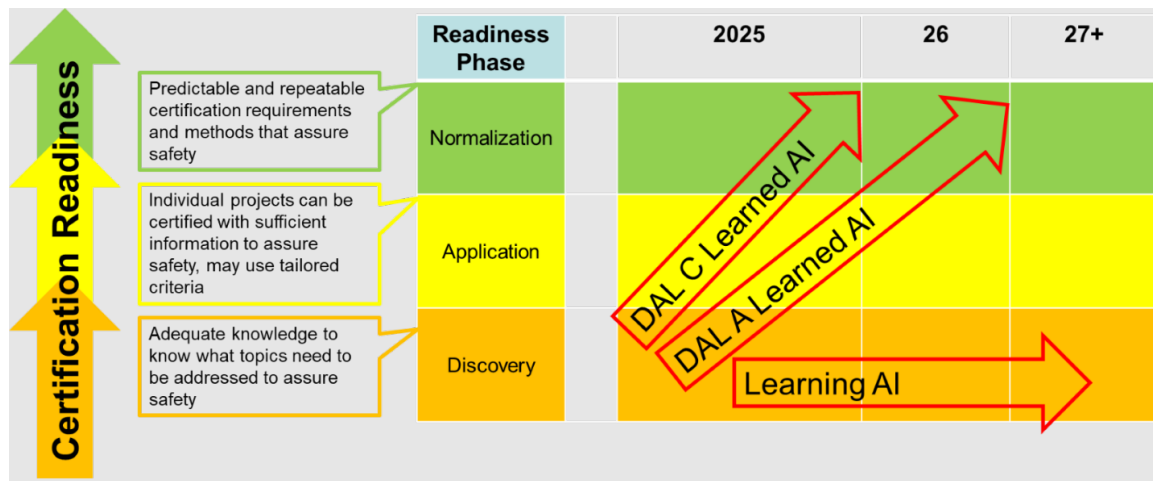 Certification Readiness
Readiness
Phase
2025
26
27+
Predictable and repeatable
certification requirements
and methods that assure
safety
Normalization
Individual projects can be
certified with sufficient
information to assure
safety, may use tailored
criteria
Application
Adequate knowledge to
know what topics need to
be addressed to assure
safety
Discovery
DAL C Learned AI
DAL A Learned AI
Learning AI